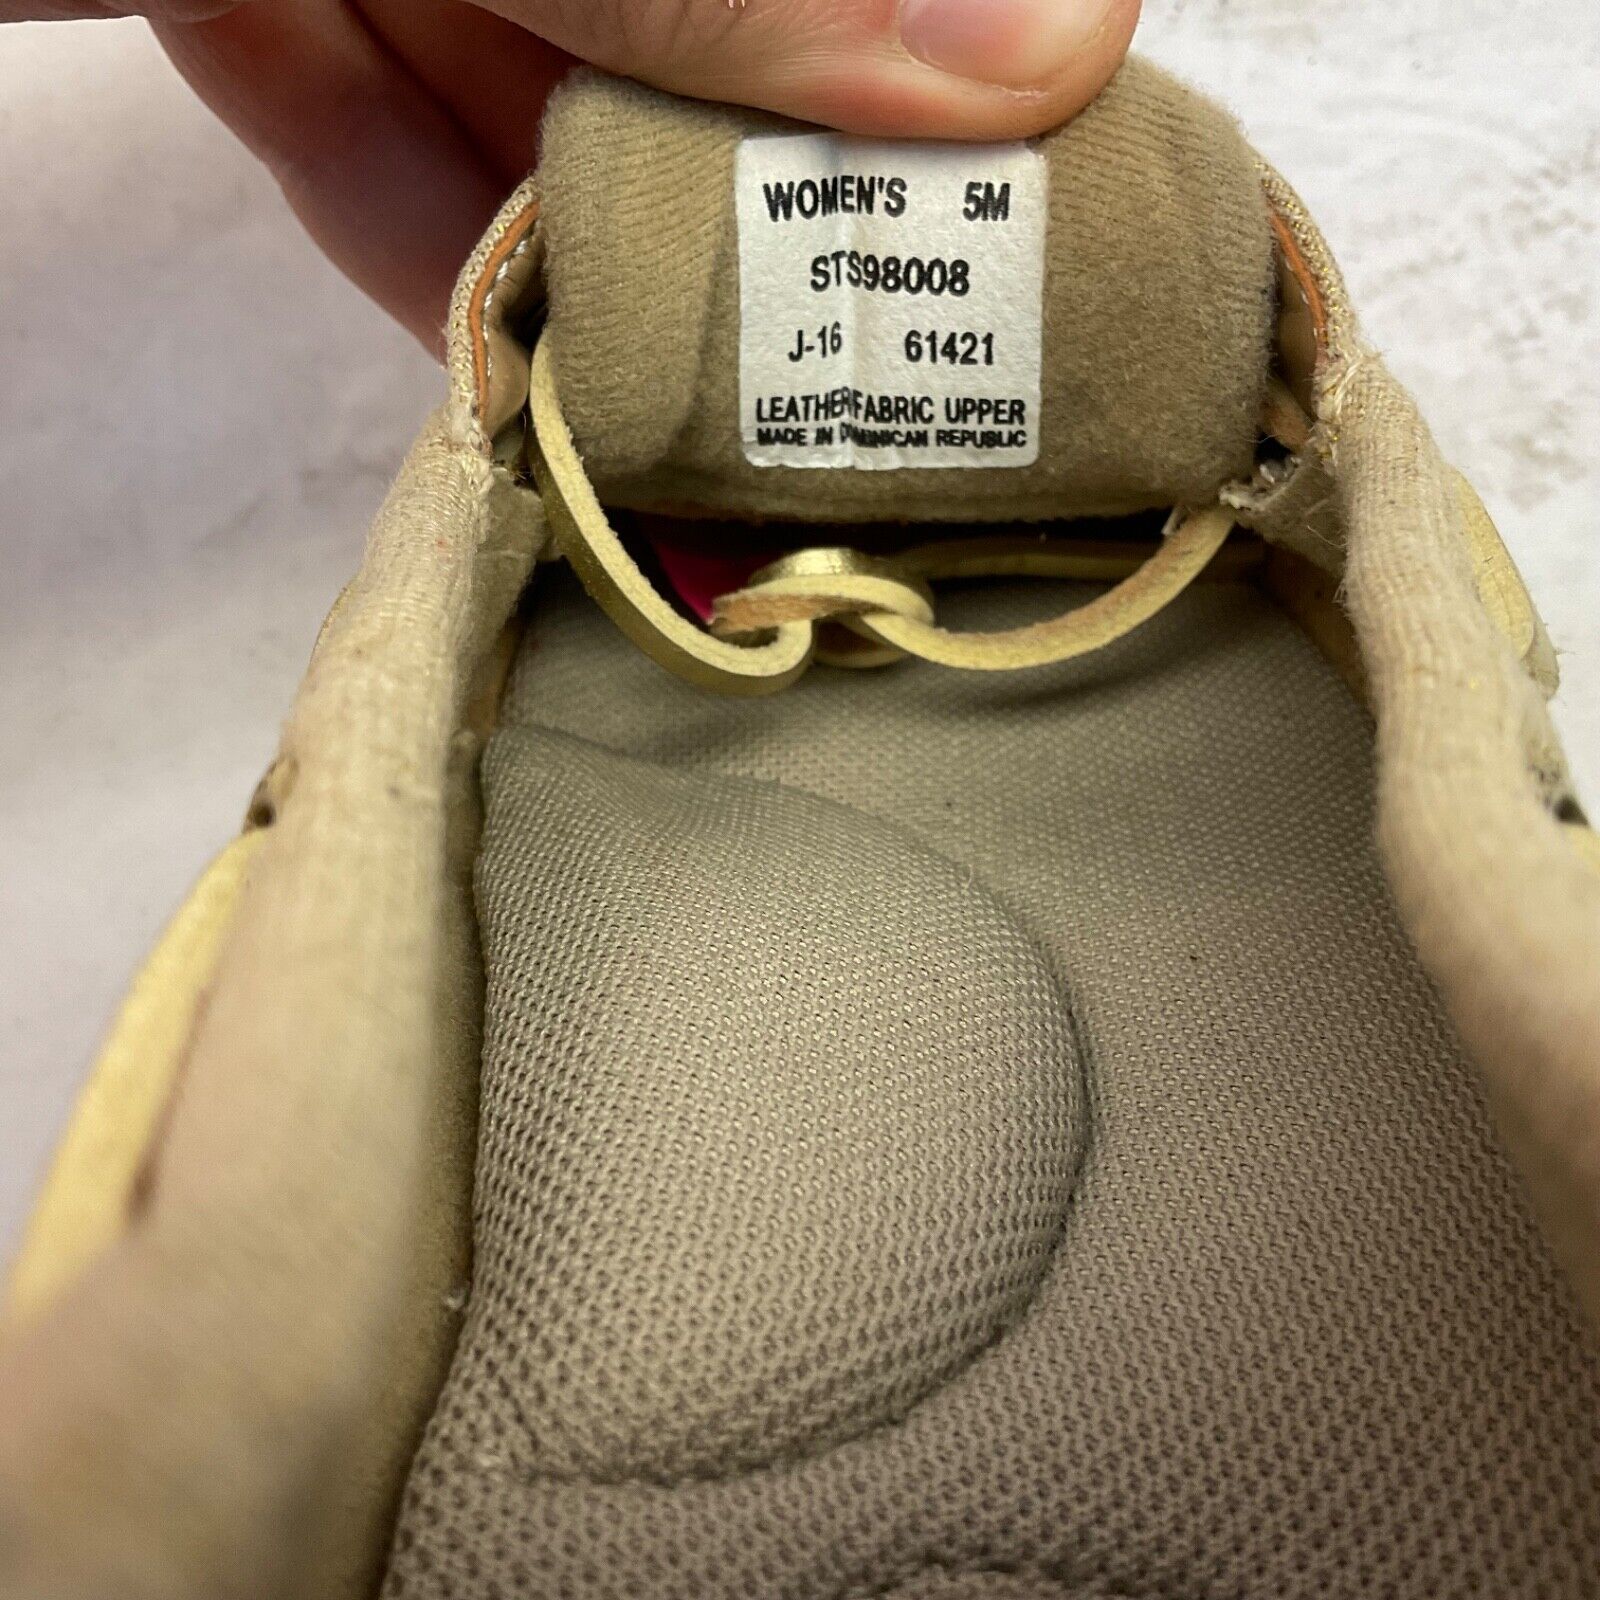 WOMEN'S 5M
STS98008
J-16 61421
LEATHER/FABRIC UPPER
MADE IN DOMINICAN REPUBLIC